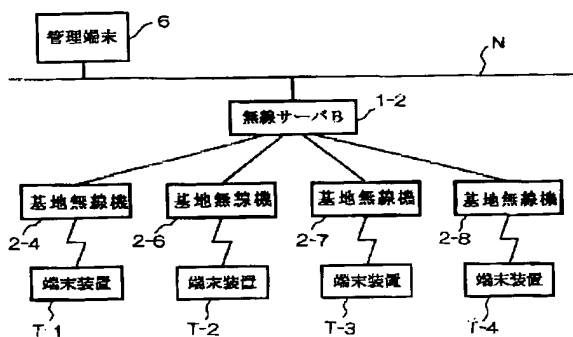 6
管理端末
N
1-2
無線サーバB
基地無線機 基地無線機 基地無線機 基地無線機
2-4 2-6 2-7 2-8
端末装置 端末装置 端末装置 端末装置
T-1 T-2 T-3 T-4